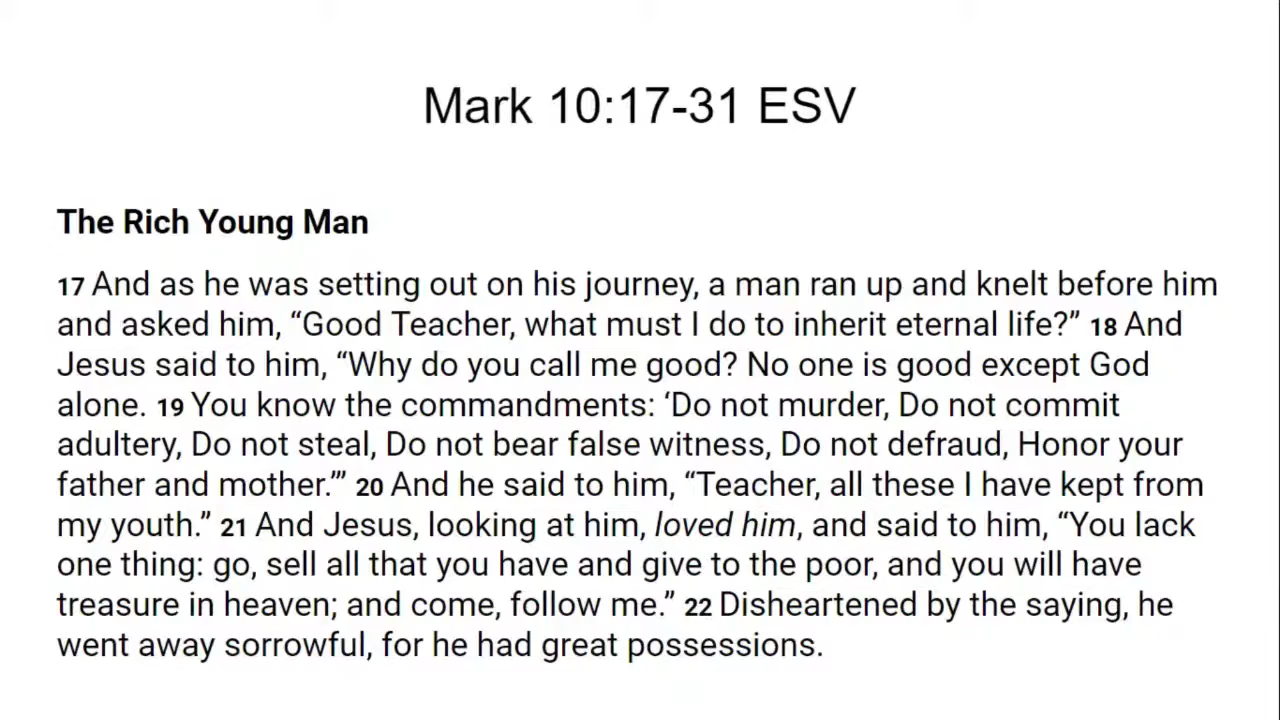 Mark 10:17-31 ESV
The Rich Young Man
17 And as he was setting out on his journey, a man ran up and knelt before him
and asked him, “Good Teacher, what must I do to inherit eternal life?” 18 And
Jesus said to him, “Why do you call me good? No one is good except God
alone. 19 You know the commandments: ‘Do not murder, Do not commit
adultery, Do not steal, Do not bear false witness, Do not defraud, Honor your
father and mother.’” 20 And he said to him, “Teacher, all these I have kept from
my youth.” 21 And Jesus, looking at him, loved him, and said to him, “You lack
one thing: go, sell all that you have and give to the poor, and you will have
treasure in heaven; and come, follow me.” 22 Disheartened by the saying, he
went away sorrowful, for he had great possessions.